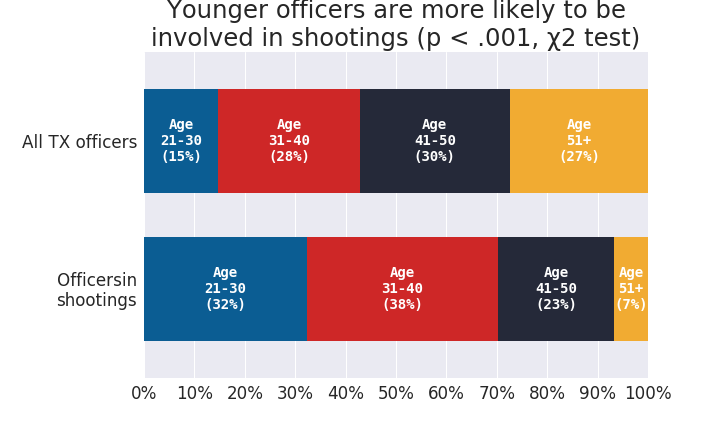 Younger officers are more likely to be
involved in shootings (p < .001, χ2 test)
All TX officers
Age
21-30
(15%)
Age
31-40
(28%)
Age
41-50
(30%)
Age
51+
(27%)
Officersin
shootings
Age
21-30
(32%)
Age
31-40
(38%)
Age
41-50
(23%)
Age
51+
(7%)
0% 10% 20% 30% 40% 50% 60% 70% 80% 90% 100%